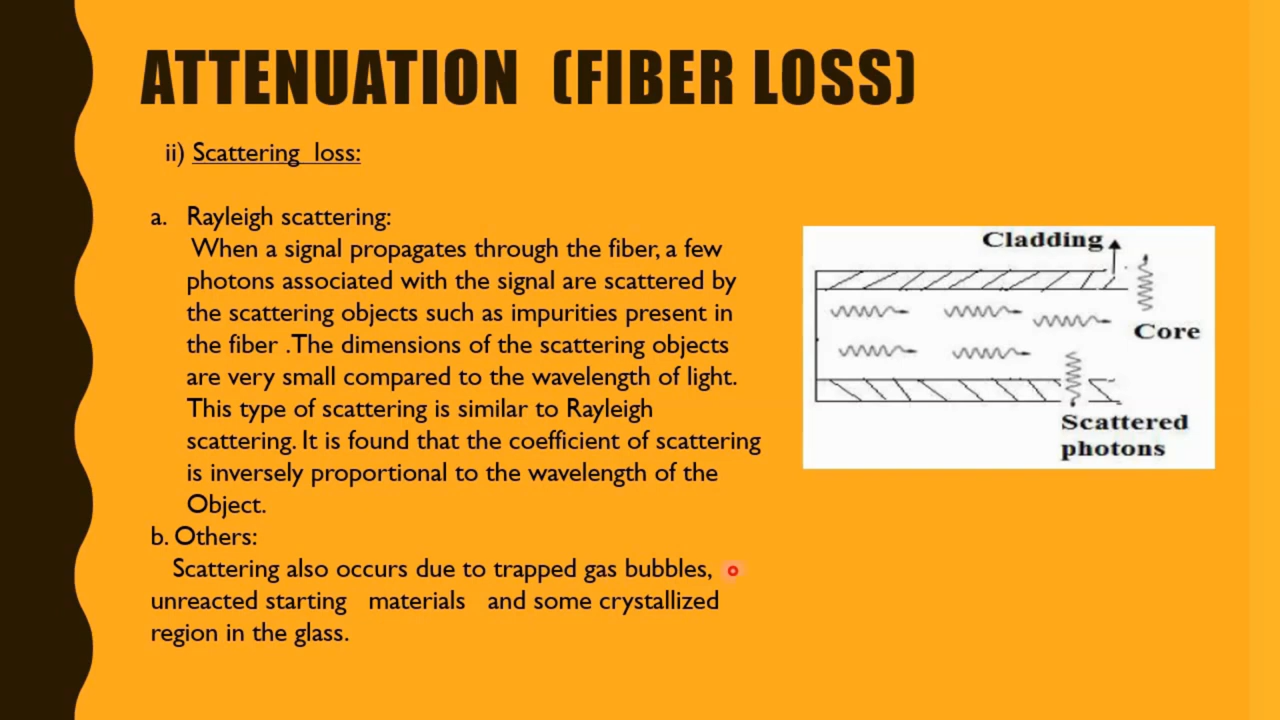 ATTENUATION (FIBER LOSS)
ii) Scattering loss:
a. Rayleigh scattering:
When a signal propagates through the fiber, a few
photons associated with the signal are scattered by
the scattering objects such as impurities present in
the fiber .The dimensions of the scattering objects
are very small compared to the wavelength of light.
This type of scattering is similar to Rayleigh
scattering. It is found that the coefficient of scattering
is inversely proportional to the wavelength of the
Object.
b. Others:
Scattering also occurs due to trapped gas bubbles,
unreacted starting materials and some crystallized
region in the glass.
Cladding
Core
Scattered
photons